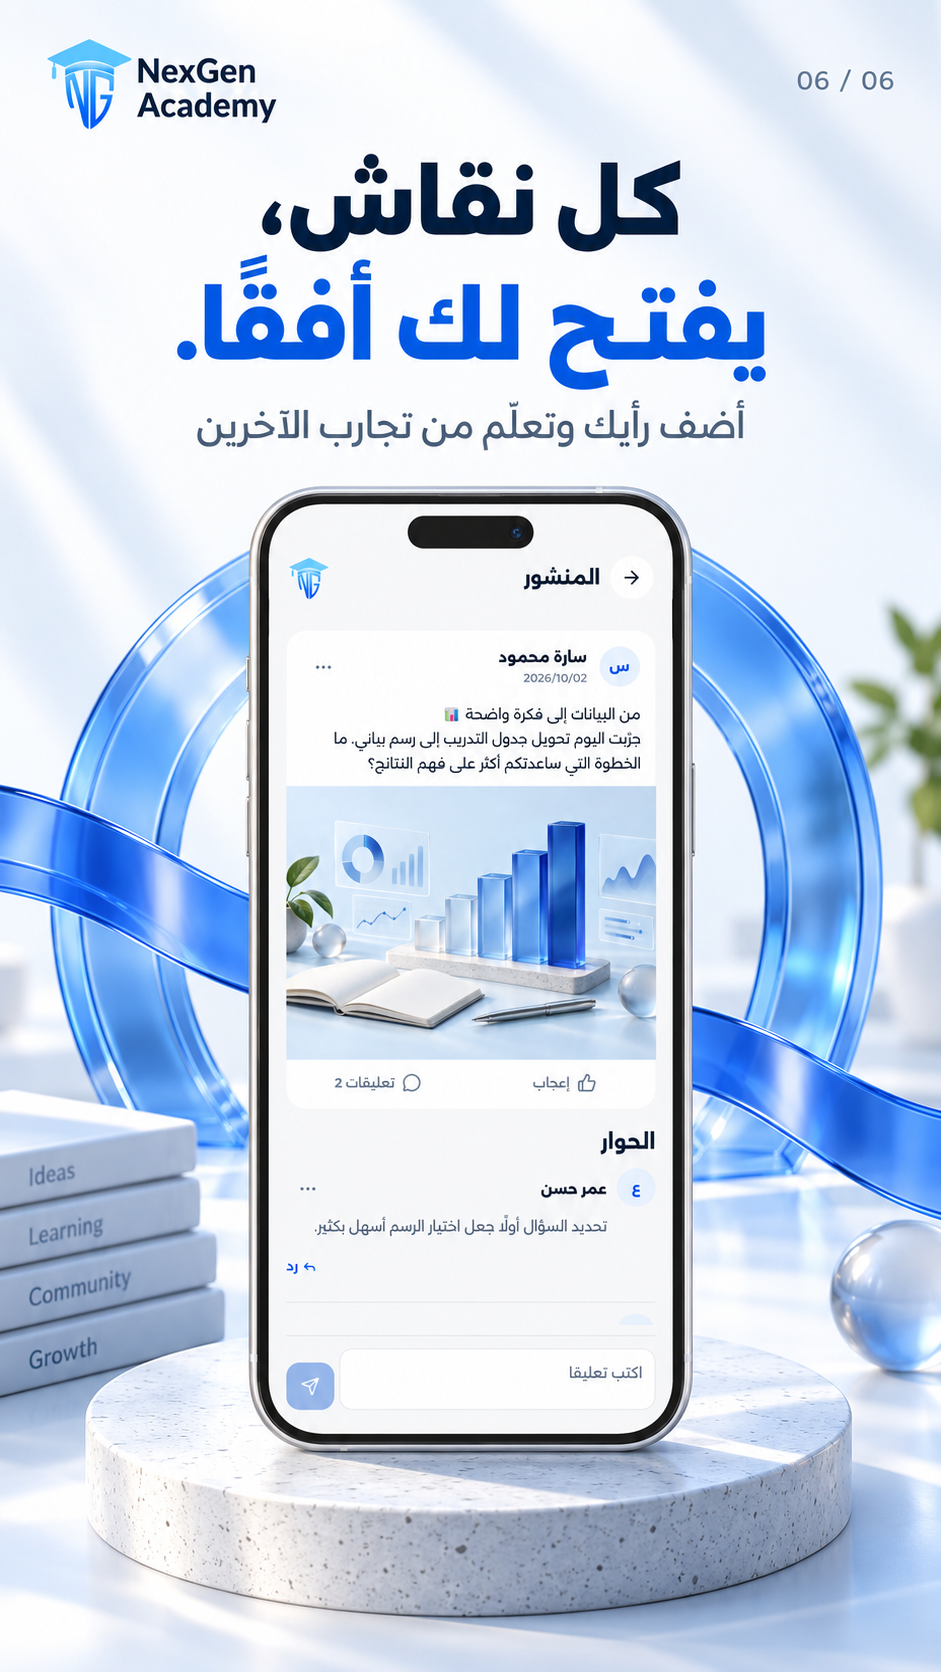 NexGen
Academy
06 / 06
كل نقاش،
يفتح لك أفقًا.
أضف رأيك وتعلّم من تجارب الآخرين
المنشور
NG
س
سارة محمود
2026/10/02
من البيانات إلى فكرة واضحة 📊
جرّبت اليوم تحويل جدول التدريب إلى رسم بياني. ما
الخطوة التي ساعدتكم أكثر على فهم النتائج؟
إعجاب
2 تعليقات
الحوار
ع
عمر حسن
تحديد السؤال أولًا جعل اختيار الرسم أسهل بكثير.
رد
اكتب تعليقا
Ideas
Learning
Community
Growth